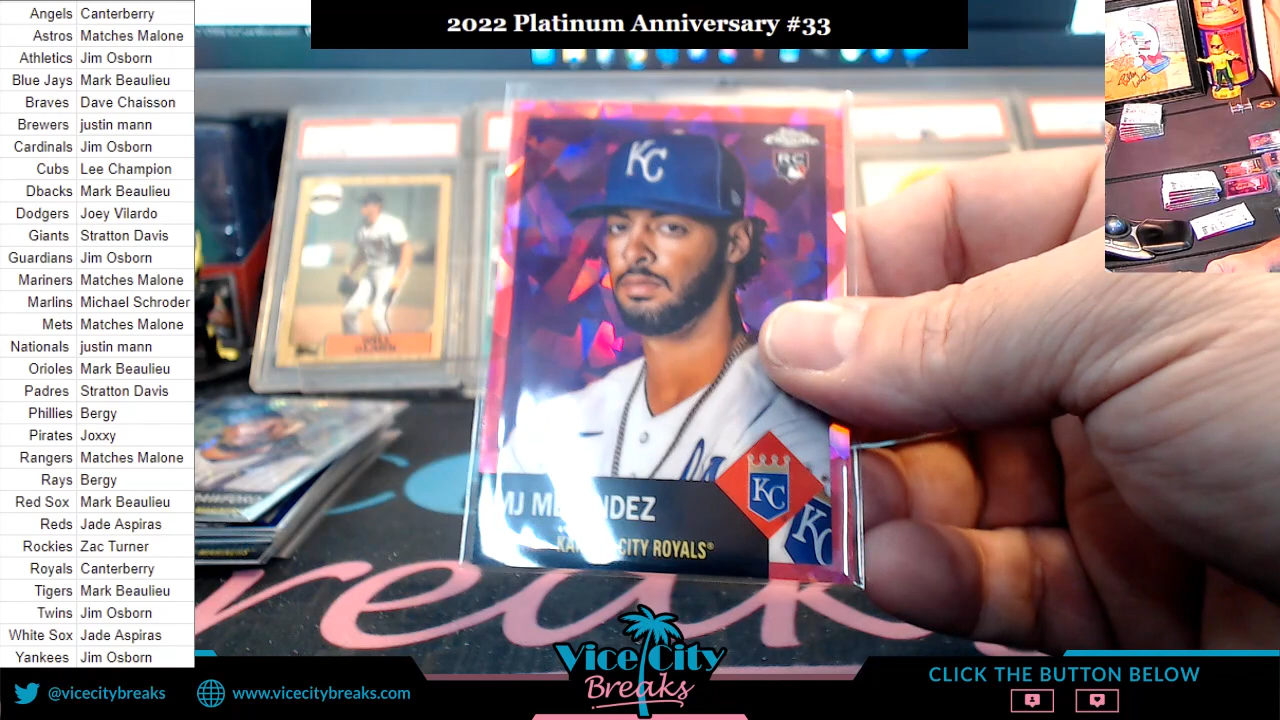 2022 Platinum Anniversary #33
Angels Canterberry
Astros Matches Malone
Athletics Jim Osborn
Blue Jays Mark Beaulieu
Braves Dave Chaisson
Brewers justin mann
Cardinals Jim Osborn
Cubs Lee Champion
Dbacks Mark Beaulieu
Dodgers Joey Vilardo
Giants Stratton Davis
Guardians Jim Osborn
Mariners Matches Malone
Marlins Michael Schroder
Mets Matches Malone
Nationals justin mann
Orioles Mark Beaulieu
Padres Stratton Davis
Phillies Bergy
Pirates Joxxy
Rangers Matches Malone
Rays Bergy
Red Sox Mark Beaulieu
Reds Jade Aspiras
Rockies Zac Turner
Royals Canterberry
Tigers Mark Beaulieu
Twins Jim Osborn
White Sox Jade Aspiras
Yankees Jim Osborn
KC
RC
KC
KC
MJ
CITY ROYALS®
Vice City
Breaks
@vicecitybreaks
www.vicecitybreaks.com
CLICK THE BUTTON BELOW